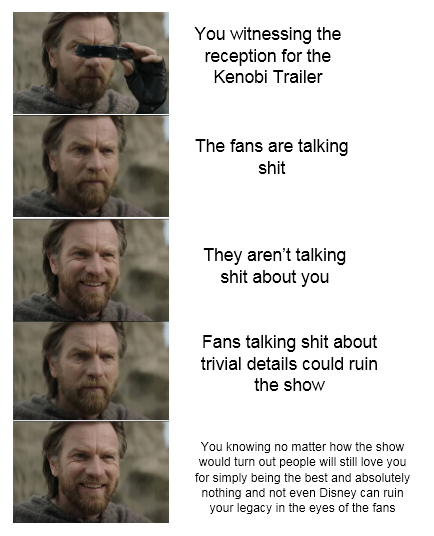 You witnessing the
reception for the
Kenobi Trailer
The fans are talking
shit
They aren't talking
shit about you
Fans talking shit about
trivial details could ruin
the show
You knowing no matter how the show
would turn out people will still love you
for simply being the best and absolutely
nothing and not even Disney can ruin
your legacy in the eyes of the fans